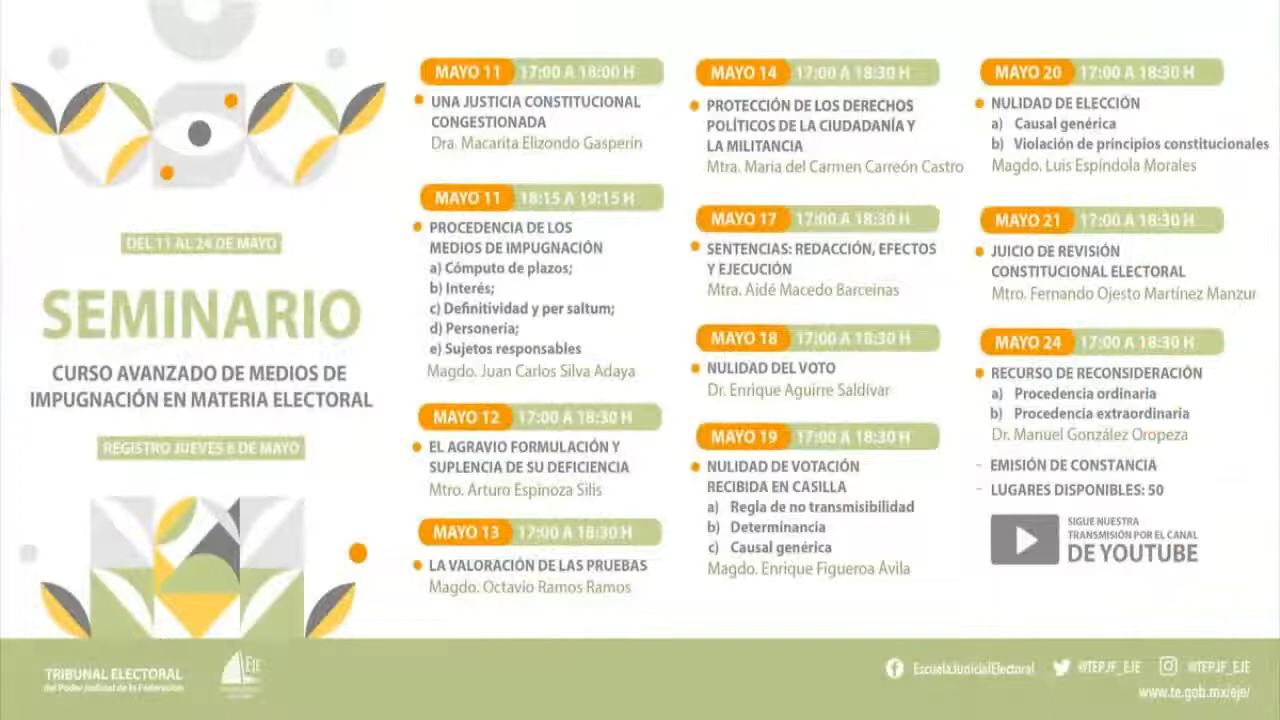 DEL 11 AL 24 DE MAYO
SEMINARIO
CURSO AVANZADO DE MEDIOS DE
IMPUGNACIÓN EN MATERIA ELECTORAL
REGISTRO JUEVES 6 DE MAYO
MAYO 11 17:00 A 18:00 H
UNA JUSTICIA CONSTITUCIONAL
CONGESTIONADA
Dra. Macarita Elizondo Gasperín
MAYO 11 18:15 A 19:15 H
PROCEDENCIA DE LOS
MEDIOS DE IMPUGNACIÓN
a) Cómputo de plazos;
b) Interés;
c) Definitividad y per saltum;
d) Personería;
e) Sujetos responsables
Magdo. Juan Carlos Silva Adaya
MAYO 12 17:00 A 18:30 H
EL AGRAVIO FORMULACIÓN Y
SUPLENCIA DE SU DEFICIENCIA
Mtro. Arturo Espinoza Silis
MAYO 13 17:00 A 18:30 H
LA VALORACIÓN DE LAS PRUEBAS
Magdo. Octavio Ramos Ramos
MAYO 14 17:00 A 18:30 H
PROTECCIÓN DE LOS DERECHOS
POLÍTICOS DE LA CIUDADANÍA Y
LA MILITANCIA
Mtra. María del Carmen Carreón Castro
MAYO 17 17:00 A 18:30 H
SENTENCIAS: REDACCIÓN, EFECTOS
Y EJECUCIÓN
Mtra. Aidé Macedo Barceinas
MAYO 18 17:00 A 18:30 H
NULIDAD DEL VOTO
Dr. Enrique Aguirre Saldívar
MAYO 19 17:00 A 18:30 H
NULIDAD DE VOTACIÓN
RECIBIDA EN CASILLA
a) Regla de no transmisibilidad
b) Determinancia
c) Causal genérica
Magdo. Enrique Figueroa Ávila
MAYO 20 17:00 A 18:30 H
NULIDAD DE ELECCIÓN
a) Causal genérica
b) Violación de principios constitucionales
Magdo. Luis Espíndola Morales
MAYO 21 17:00 A 18:30 H
JUICIO DE REVISIÓN
CONSTITUCIONAL ELECTORAL
Mtro. Fernando Ojesto Martínez Manzur
MAYO 24 17:00 A 18:30 H
RECURSO DE RECONSIDERACIÓN
a) Procedencia ordinaria
b) Procedencia extraordinaria
Dr. Manuel González Oropeza
- EMISIÓN DE CONSTANCIA
- LUGARES DISPONIBLES: 50
SIGUE NUESTRA
TRANSMISIÓN POR EL CANAL
DE YOUTUBE
TRIBUNAL ELECTORAL
del Poder Judicial de la Federación
EJE
EscuelaJudicialElectoral @TEPJF_EJE @TEPJF_EJE
www.te.gob.mx/eje/